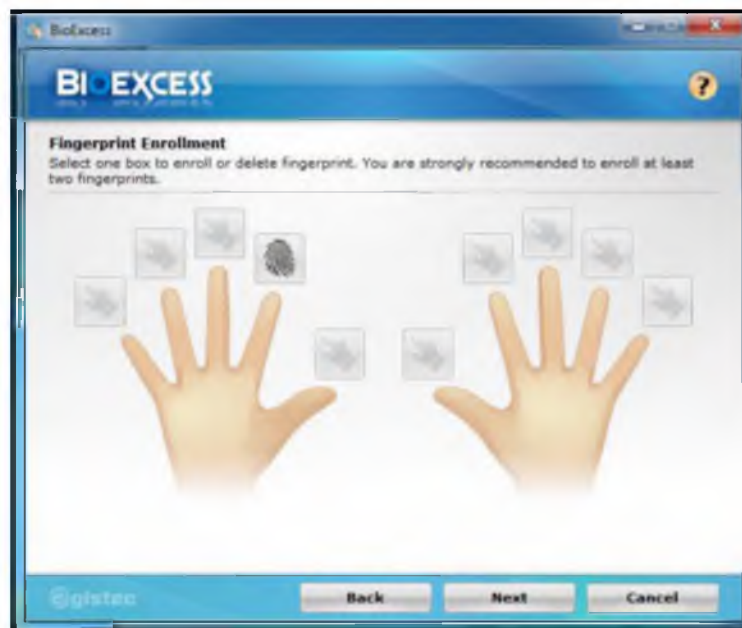 BioExcess
BIOEXCESS
?
Fingerprint Enrollment
Select one box to enroll or delete fingerprint. You are strongly recommended to enroll at least
two fingerprints.
Back Next Cancel